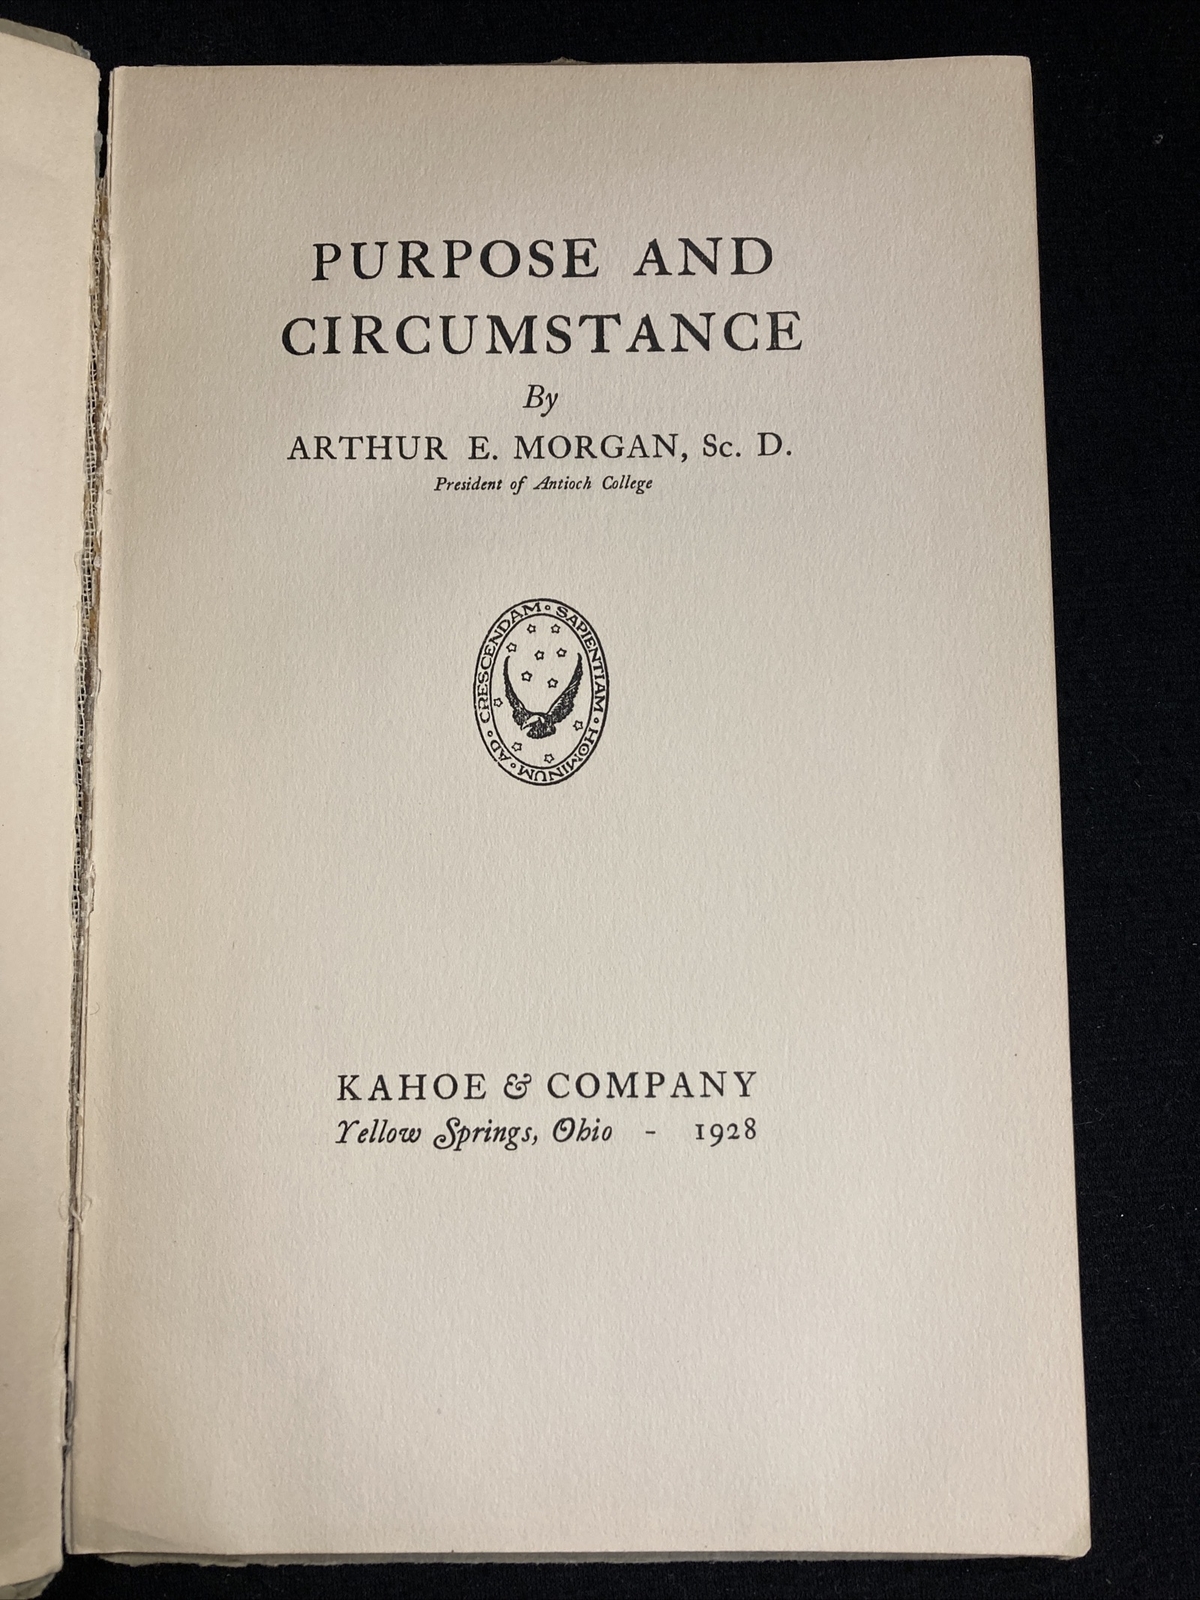 PURPOSE AND
CIRCUMSTANCE
By
ARTHUR E. MORGAN, Sc. D.
President of Antioch College
AD · CRESCENDAM · SAPIENTIAM · HOMINUM ·
KAHOE & COMPANY
Yellow Springs, Ohio - 1928